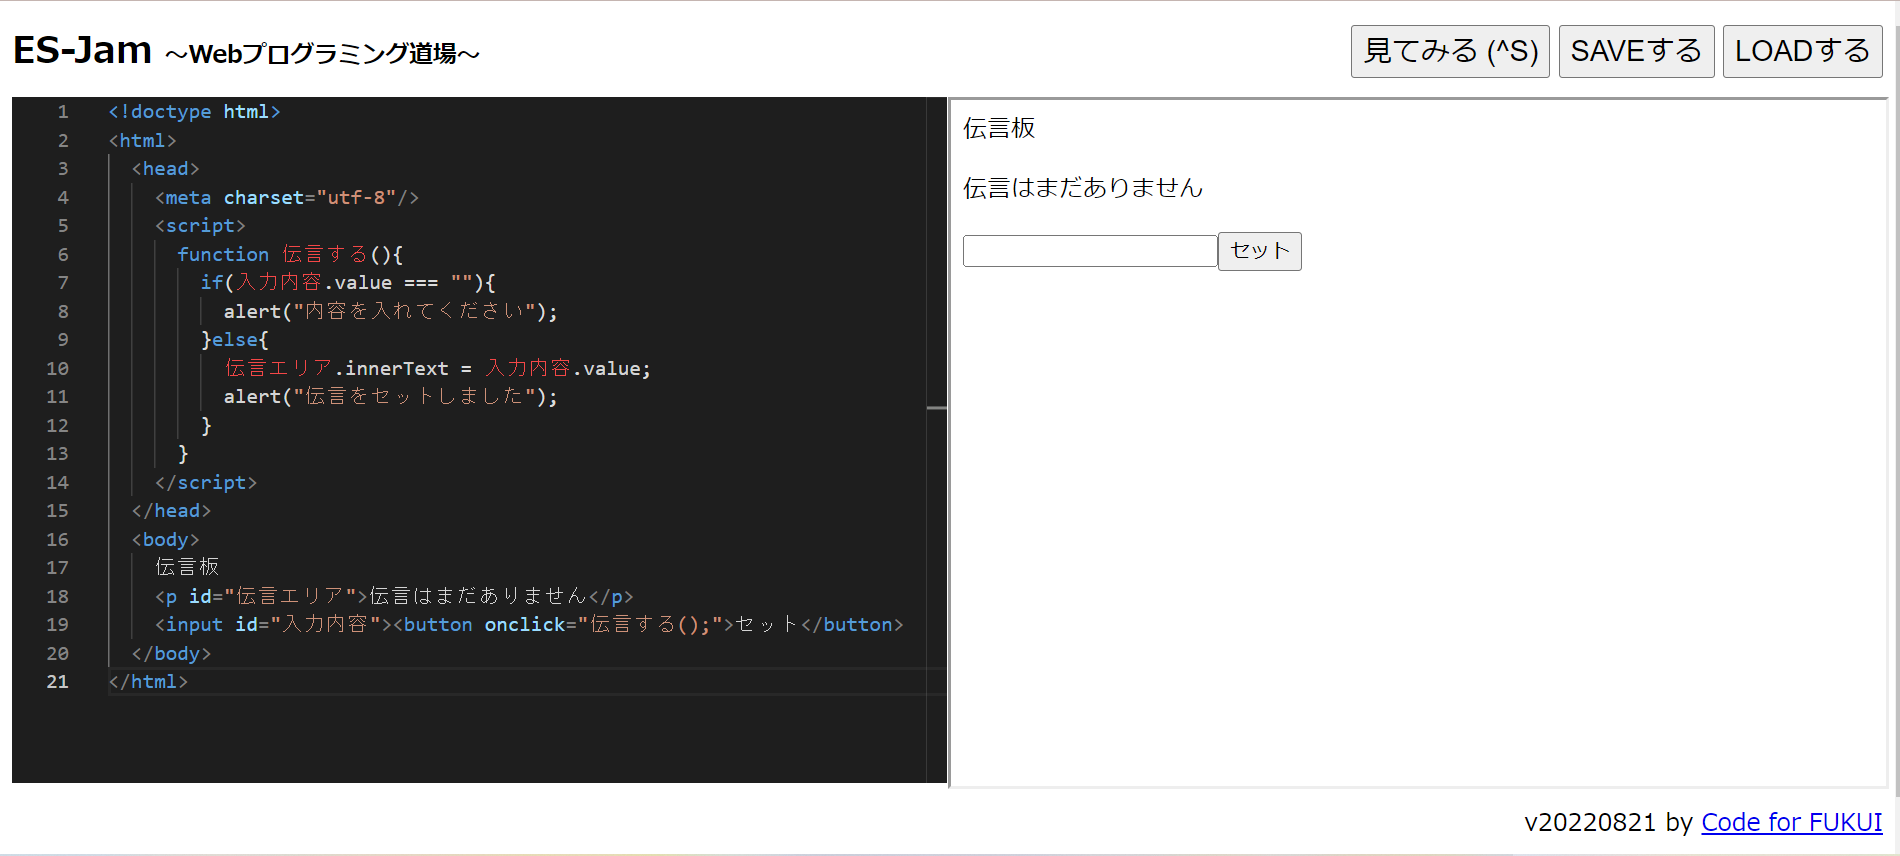 ES-Jam ～Webプログラミング道場～
見てみる (^S) SAVEする LOADする
1 <!doctype html>
2 <html>
3 <head>
4 <meta charset="utf-8"/>
5 <script>
6 function 伝言する(){
7 if(入力内容.value === ""){
8 alert("内容を入れてください");
9 }else{
10 伝言エリア.innerText = 入力内容.value;
11 alert("伝言をセットしました");
12 }
13 }
14 </script>
15 </head>
16 <body>
17 伝言板
18 <p id="伝言エリア">伝言はまだありません</p>
19 <input id="入力内容"><button onclick="伝言する();">セット</button>
20 </body>
21 </html>
伝言板
伝言はまだありません
セット
v20220821 by Code for FUKUI